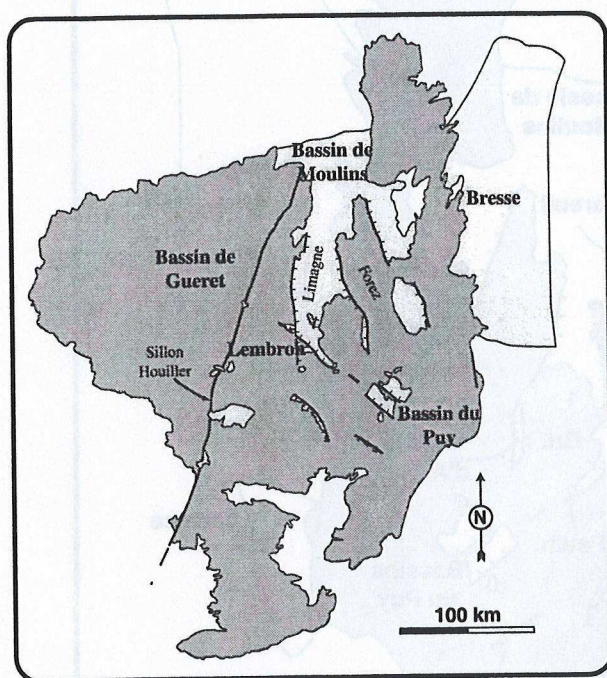 Bassin de
Moulins
Bresse
Bassin de
Gueret
Limagne
Forez
Sillon
Houiller
Lembron
Bassin du
Puy
N
100 km